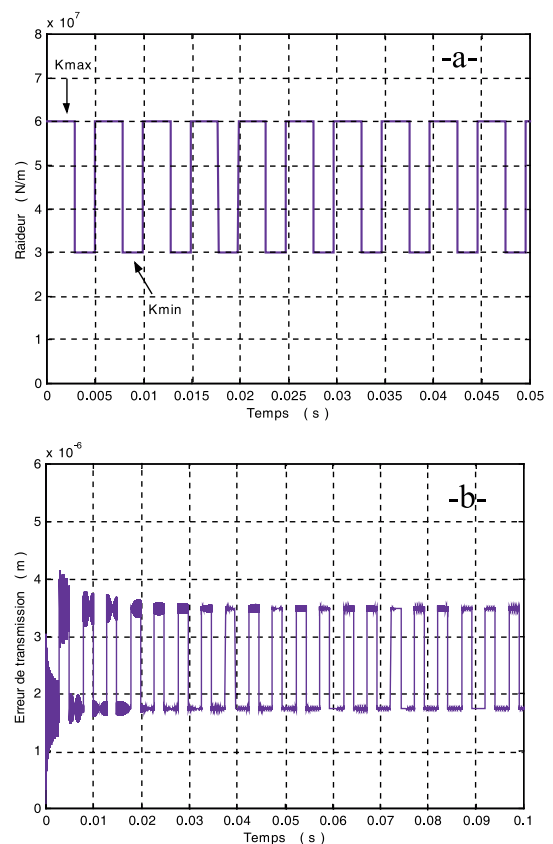 x 10⁷
-a-
Kmax
8
7
6
5
4
3
2
1
0
Raideur ( N/m )
Kmin
0 0.005 0.01 0.015 0.02 0.025 0.03 0.035 0.04 0.045 0.05
Temps ( s )
x 10⁻⁶
-b-
6
5
4
3
2
1
0
Erreur de transmission ( m )
0 0.01 0.02 0.03 0.04 0.05 0.06 0.07 0.08 0.09 0.1
Temps ( s )